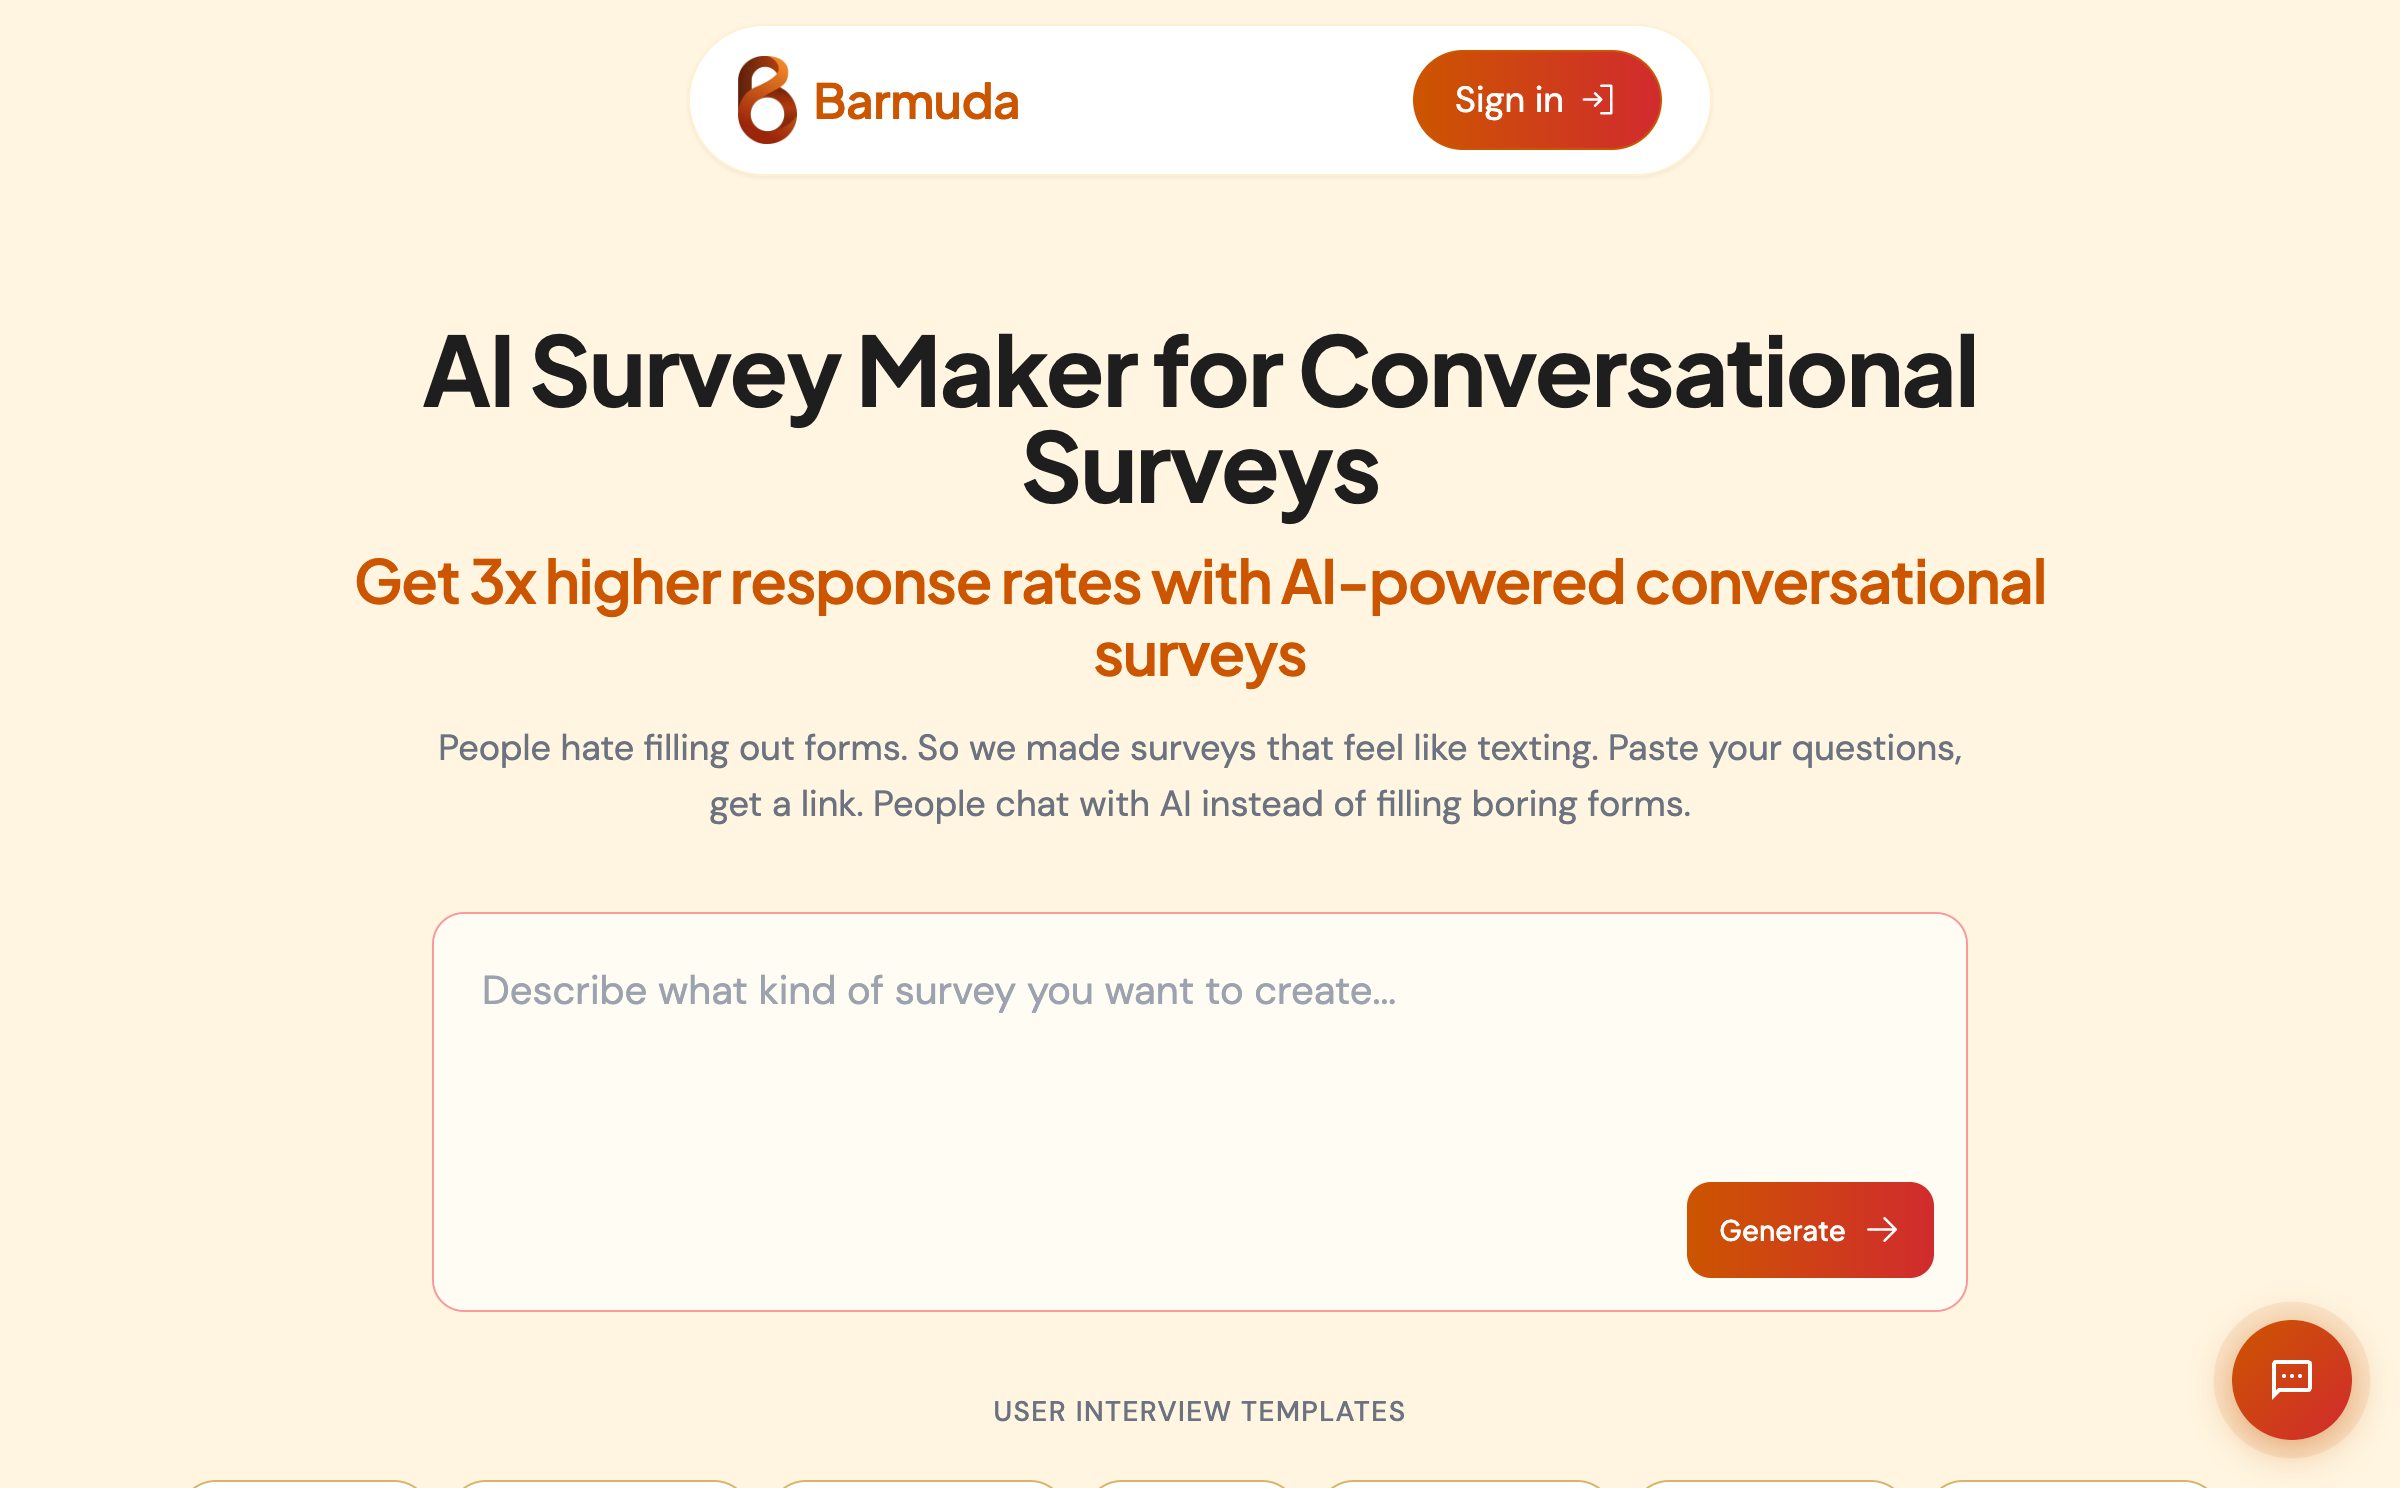 Barmuda
Sign in
AI Survey Maker for Conversational
Surveys
Get 3x higher response rates with AI-powered conversational
surveys
People hate filling out forms. So we made surveys that feel like texting. Paste your questions,
get a link. People chat with AI instead of filling boring forms.
Describe what kind of survey you want to create...
Generate
USER INTERVIEW TEMPLATES